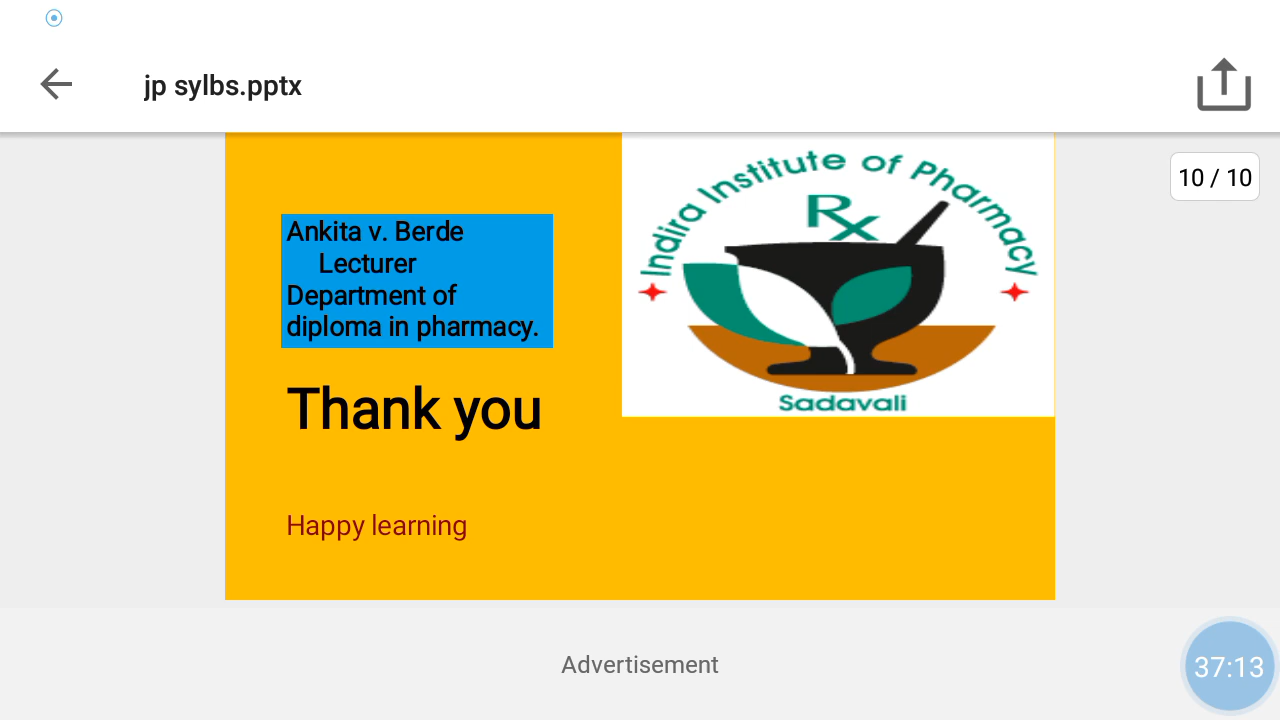 jp sylbs.pptx
10 / 10
Indira Institute of Pharmacy
Rx
Sadavali
Ankita v. Berde
Lecturer
Department of
diploma in pharmacy.
Thank you
Happy learning
Advertisement
37:13